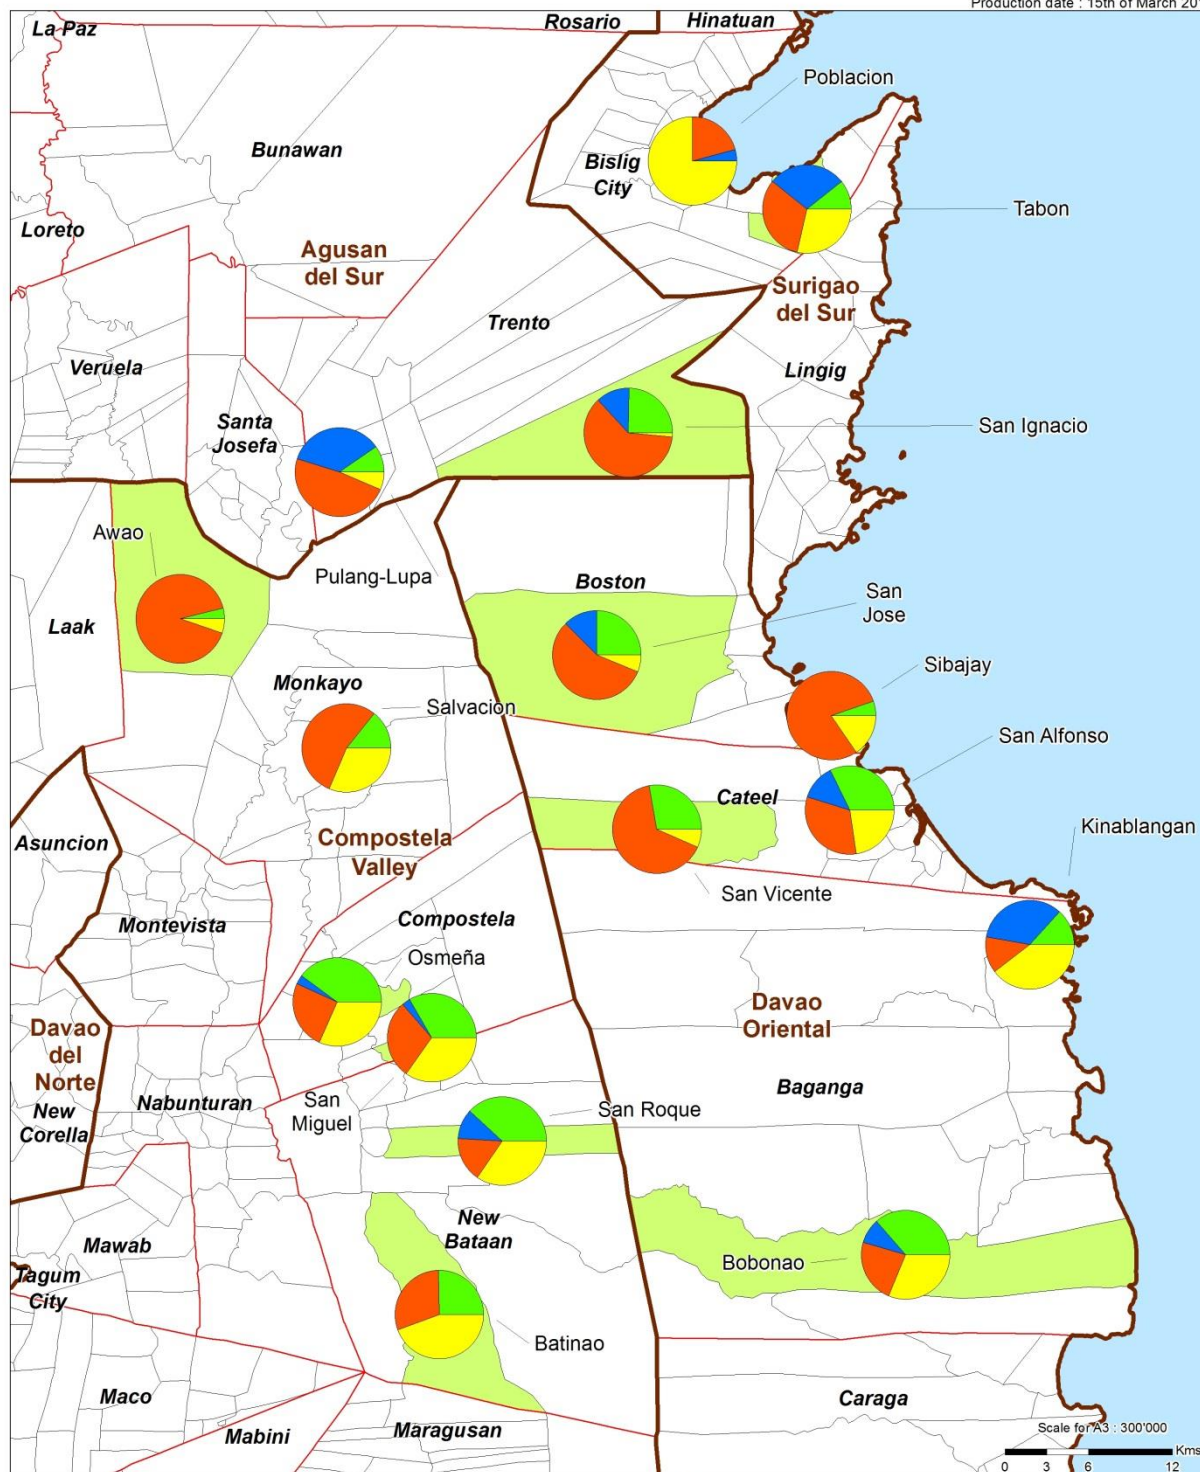 Production date : 15th of March 20
La Paz
Rosario
Hinatuan
Poblacion
Bunawan
Bislig
City
Tabon
Loreto
Agusan
del Sur
Surigao
del Sur
Trento
Veruela
Lingig
Santa
Josefa
San Ignacio
Awao
Pulang-Lupa
Boston
San
Jose
Laak
Sibajay
Monkayo
Salvacion
San Alfonso
Cateel
Kinablangan
Asuncion
Compostela
Valley
San Vicente
Montevista
Compostela
Osmeña
Davao
del
Norte
Davao
Oriental
Baganga
New
Corella
Nabunturan
San
Miguel
San Roque
New
Bataan
Mawab
Bobonao
Tagum
City
Batinao
Maco
Caraga
Mabini
Maragusan
Scale for A3 : 300'000
Kms
0 3 6 12